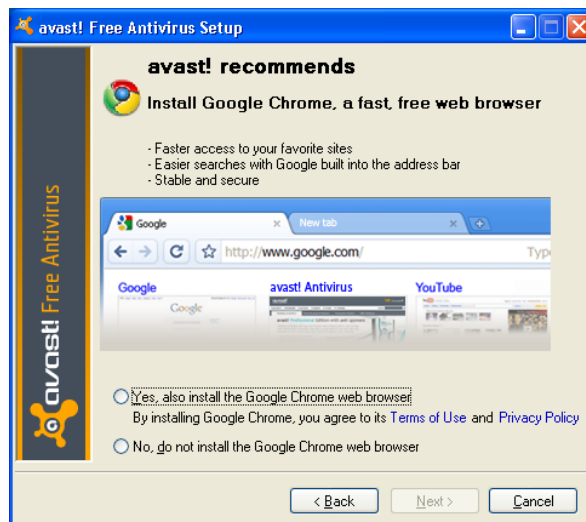 avast! Free Antivirus Setup
avast! recommends
Install Google Chrome, a fast, free web browser
- Faster access to your favorite sites
- Easier searches with Google built into the address bar
- Stable and secure
Google
New tab
http://www.google.com/
Google
avast! Antivirus
YouTube
Google
Yes, also install the Google Chrome web browser
By installing Google Chrome, you agree to its Terms of Use and Privacy Policy
No, do not install the Google Chrome web browser
avast! Free Antivirus
< Back
Next >
Cancel